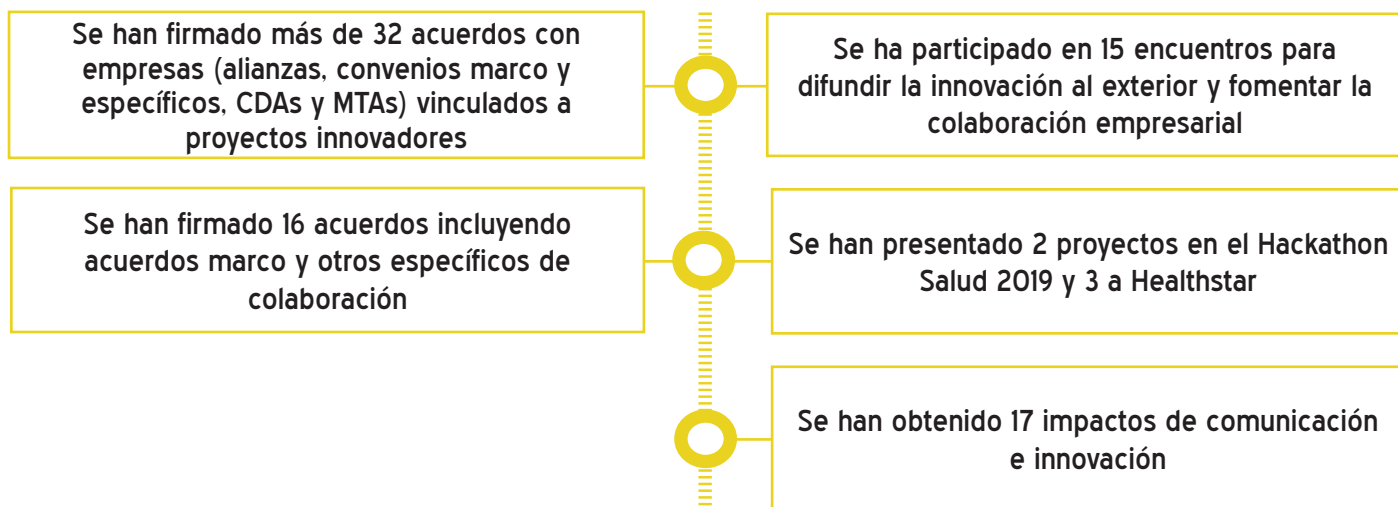 Se han firmado más de 32 acuerdos con
empresas (alianzas, convenios marco y
específicos, CDAs y MTAs) vinculados a
proyectos innovadores
Se ha participado en 15 encuentros para
difundir la innovación al exterior y fomentar la
colaboración empresarial
Se han firmado 16 acuerdos incluyendo
acuerdos marco y otros específicos de
colaboración
Se han presentado 2 proyectos en el Hackathon
Salud 2019 y 3 a Healthstar
Se han obtenido 17 impactos de comunicación
e innovación